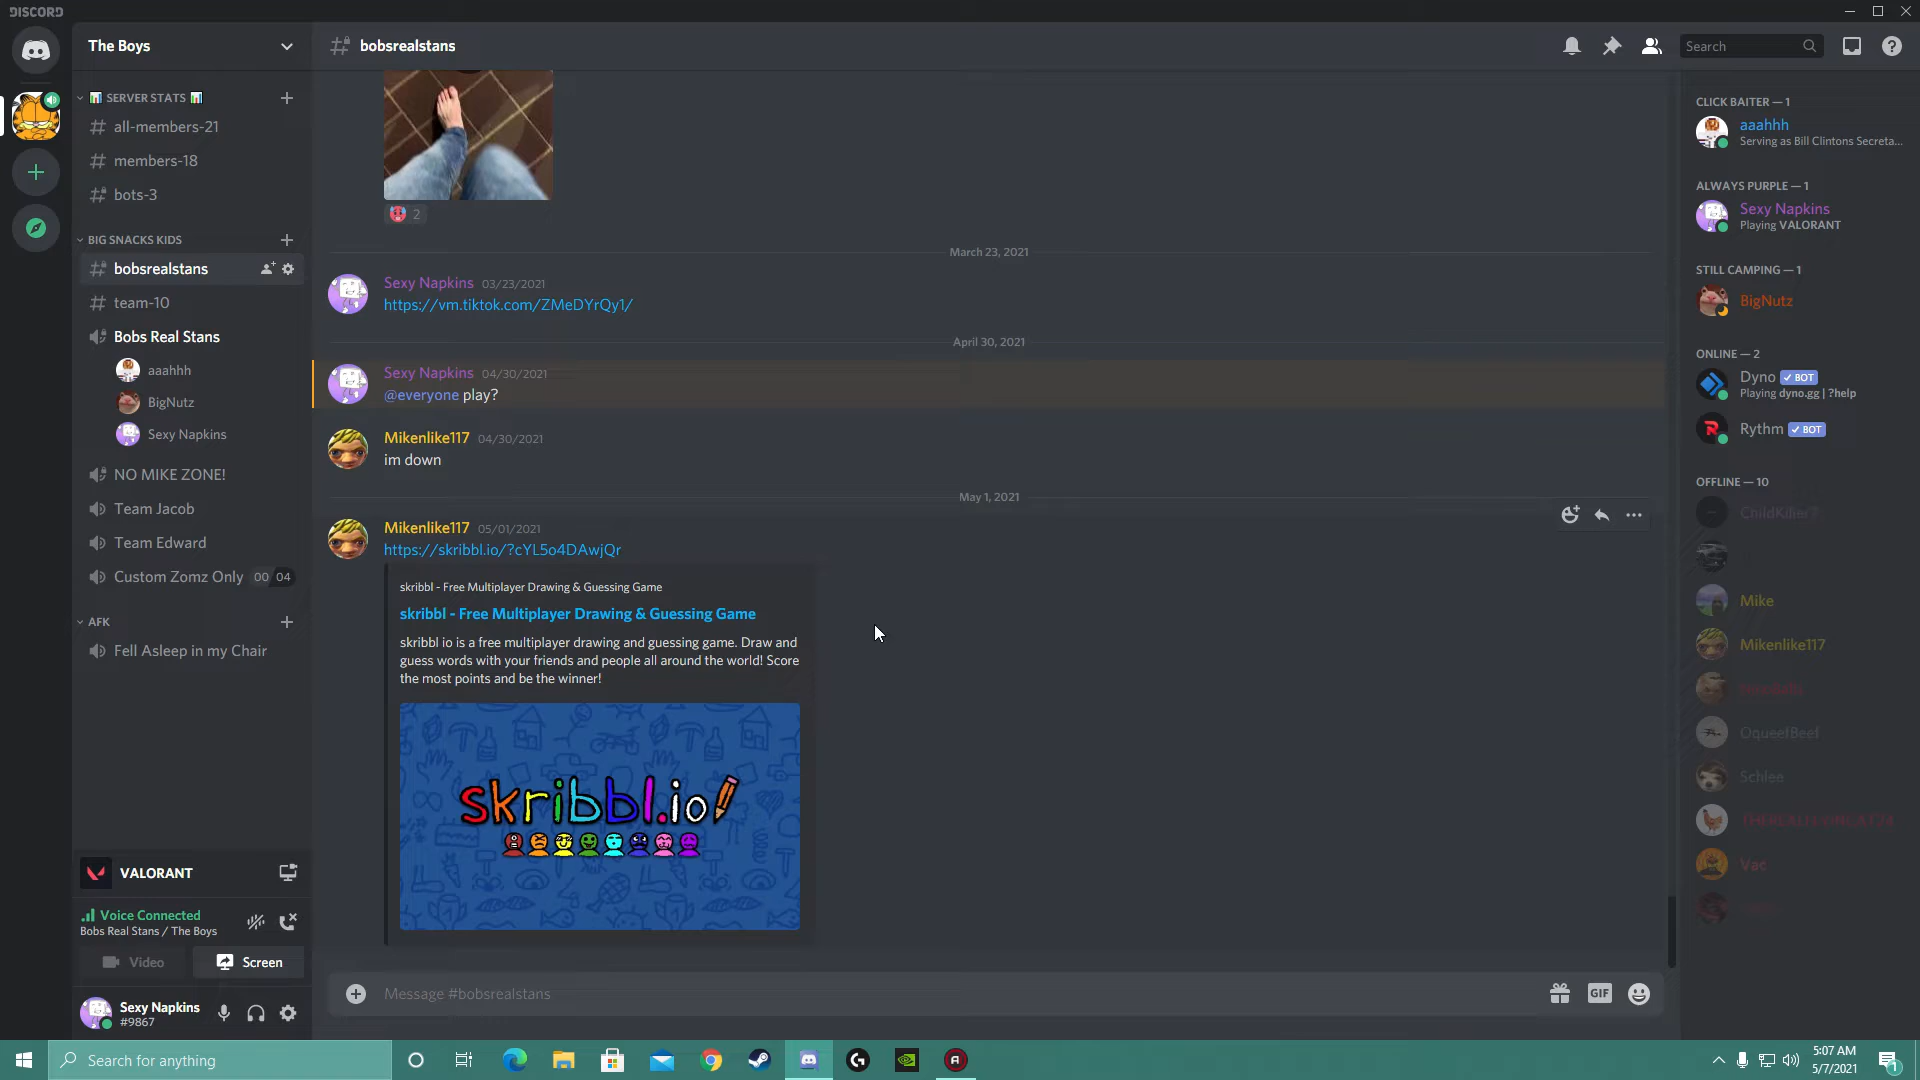 DISCORD
The Boys
bobsrealstans
Search
SERVER STATS
all-members-21
members-18
bots-3
BIG SNACKS KIDS
bobsrealstans
team-10
Bobs Real Stans
aaahhh
BigNutz
Sexy Napkins
NO MIKE ZONE!
Team Jacob
Team Edward
Custom Zomz Only 00 04
AFK
Fell Asleep in my Chair
VALORANT
Voice Connected
Bobs Real Stans / The Boys
Video
Screen
Sexy Napkins
#9867
2
March 23, 2021
Sexy Napkins 03/23/2021
https://vm.tiktok.com/ZMeDYrQy1/
April 30, 2021
Sexy Napkins 04/30/2021
@everyone play?
Mikenlike117 04/30/2021
im down
May 1, 2021
Mikenlike117 05/01/2021
https://skribbl.io/?cYL5o4DAwjQr
skribbl - Free Multiplayer Drawing & Guessing Game
skribbl - Free Multiplayer Drawing & Guessing Game
skribbl io is a free multiplayer drawing and guessing game. Draw and
guess words with your friends and people all around the world! Score
the most points and be the winner!
skribbl.io
Message #bobsrealstans
GIF
CLICK BAITER — 1
aaahhh
Serving as Bill Clintons Secreta...
ALWAYS PURPLE — 1
Sexy Napkins
Playing VALORANT
STILL CAMPING — 1
BigNutz
ONLINE — 2
Dyno ✓ BOT
Playing dyno.gg | ?help
Rythm ✓ BOT
OFFLINE — 10
Mike
Mikenlike117
OqueefBeef
Schlee
Vac
Search for anything
5:07 AM
5/7/2021
1